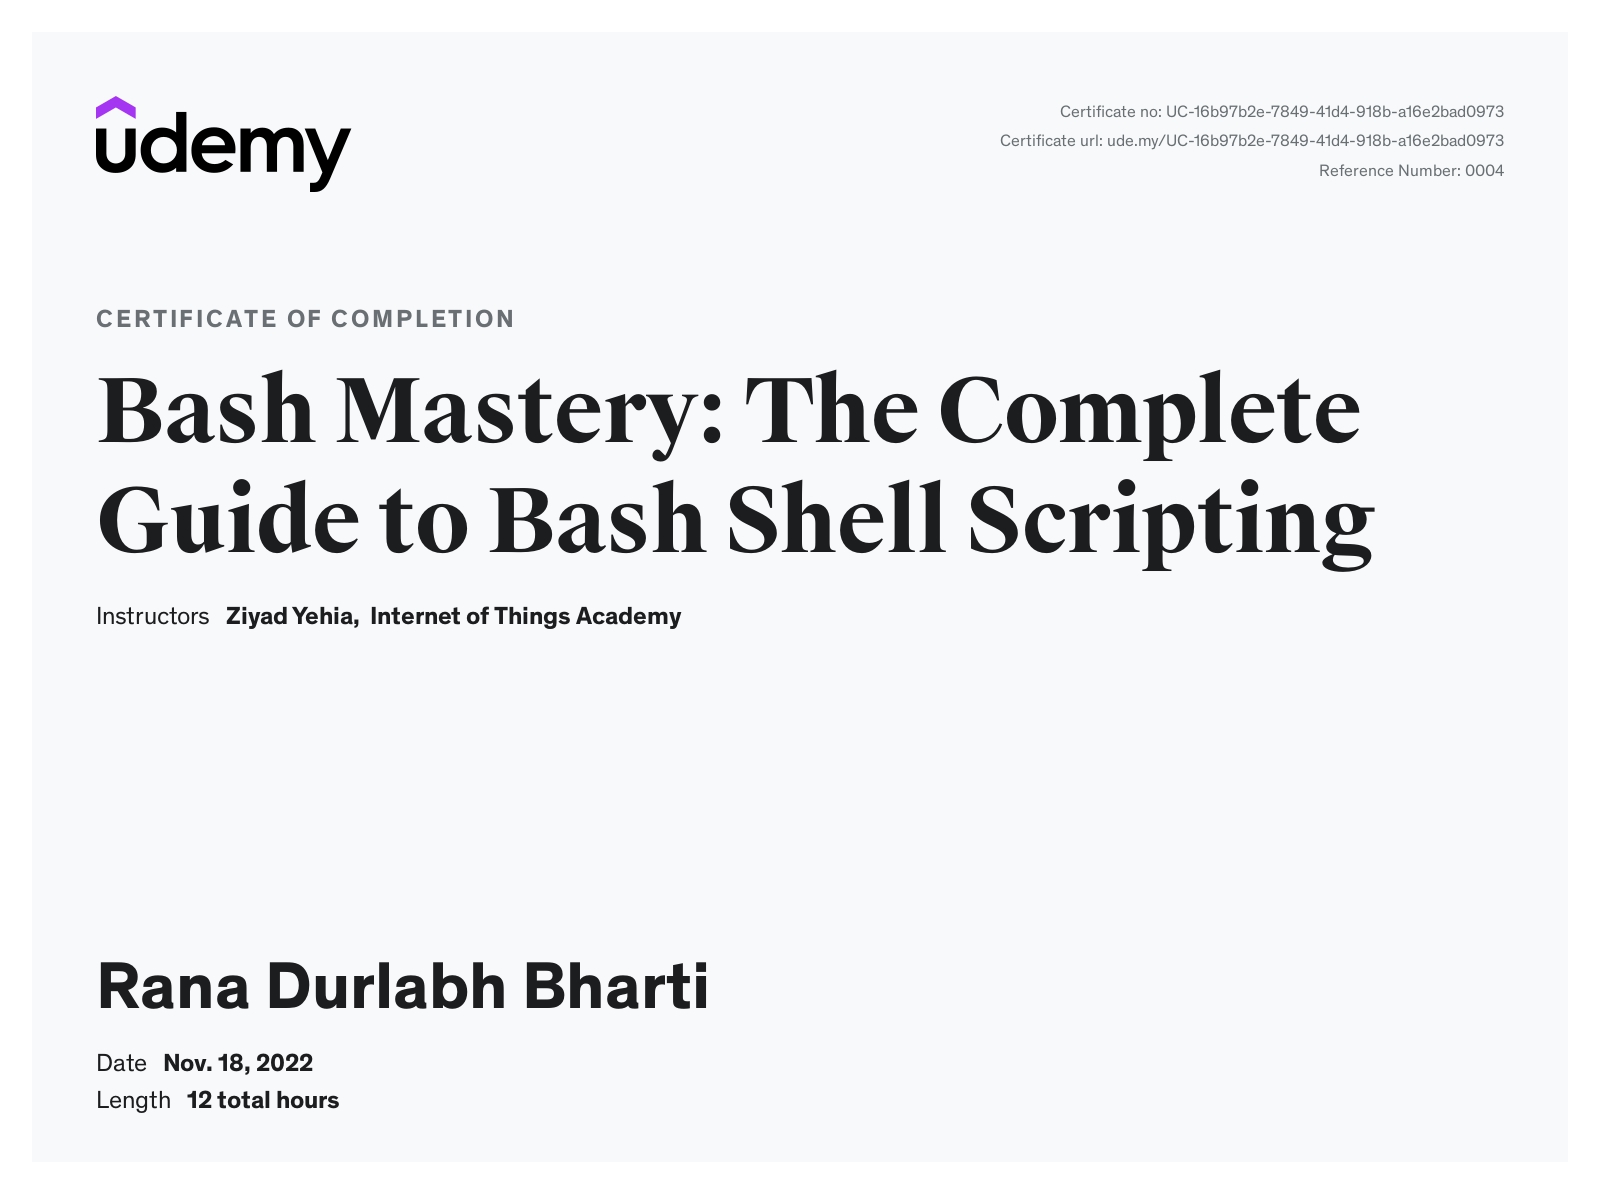 udemy
Certificate no: UC-16b97b2e-7849-41d4-918b-a16e2bad0973
Certificate url: ude.my/UC-16b97b2e-7849-41d4-918b-a16e2bad0973
Reference Number: 0004
CERTIFICATE OF COMPLETION
Bash Mastery: The Complete
Guide to Bash Shell Scripting
Instructors Ziyad Yehia, Internet of Things Academy
Rana Durlabh Bharti
Date Nov. 18, 2022
Length 12 total hours